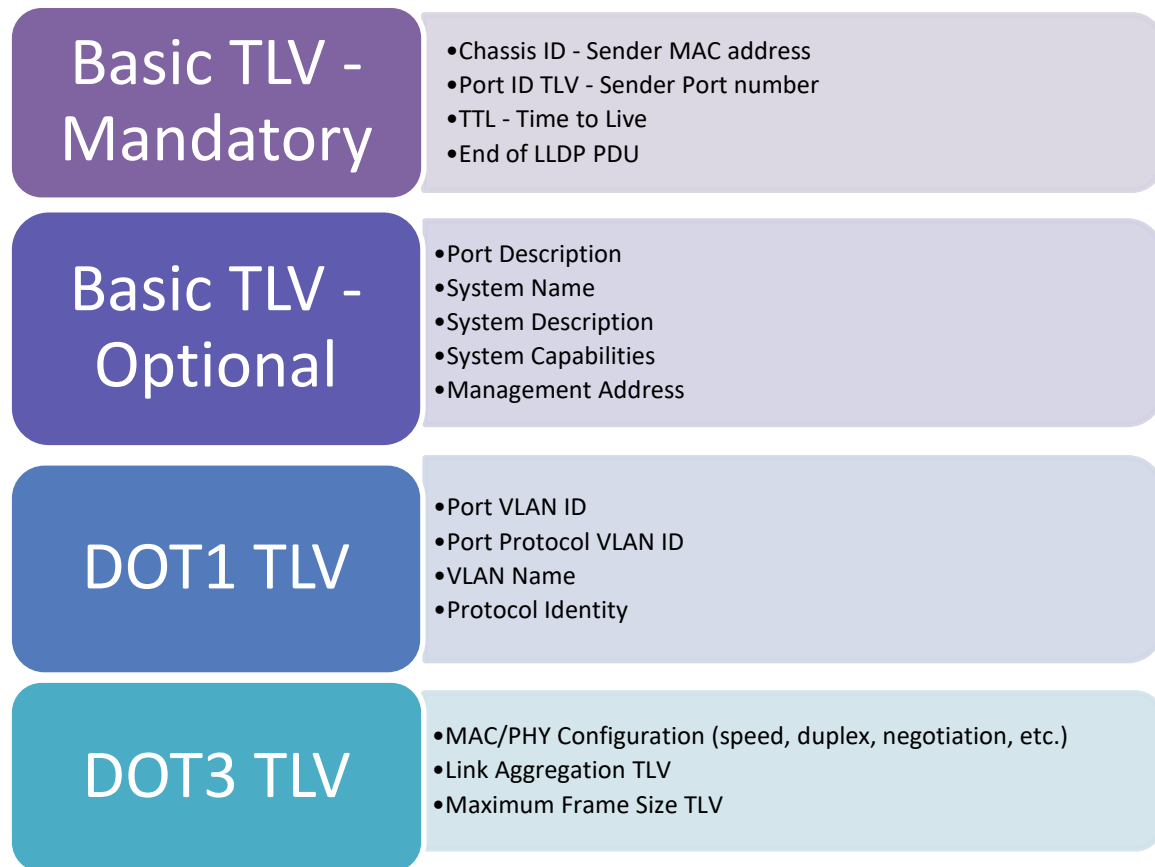 Basic TLV -
Mandatory
•Chassis ID - Sender MAC address
•Port ID TLV - Sender Port number
•TTL - Time to Live
•End of LLDP PDU
Basic TLV -
Optional
•Port Description
•System Name
•System Description
•System Capabilities
•Management Address
DOT1 TLV
•Port VLAN ID
•Port Protocol VLAN ID
•VLAN Name
•Protocol Identity
DOT3 TLV
•MAC/PHY Configuration (speed, duplex, negotiation, etc.)
•Link Aggregation TLV
•Maximum Frame Size TLV